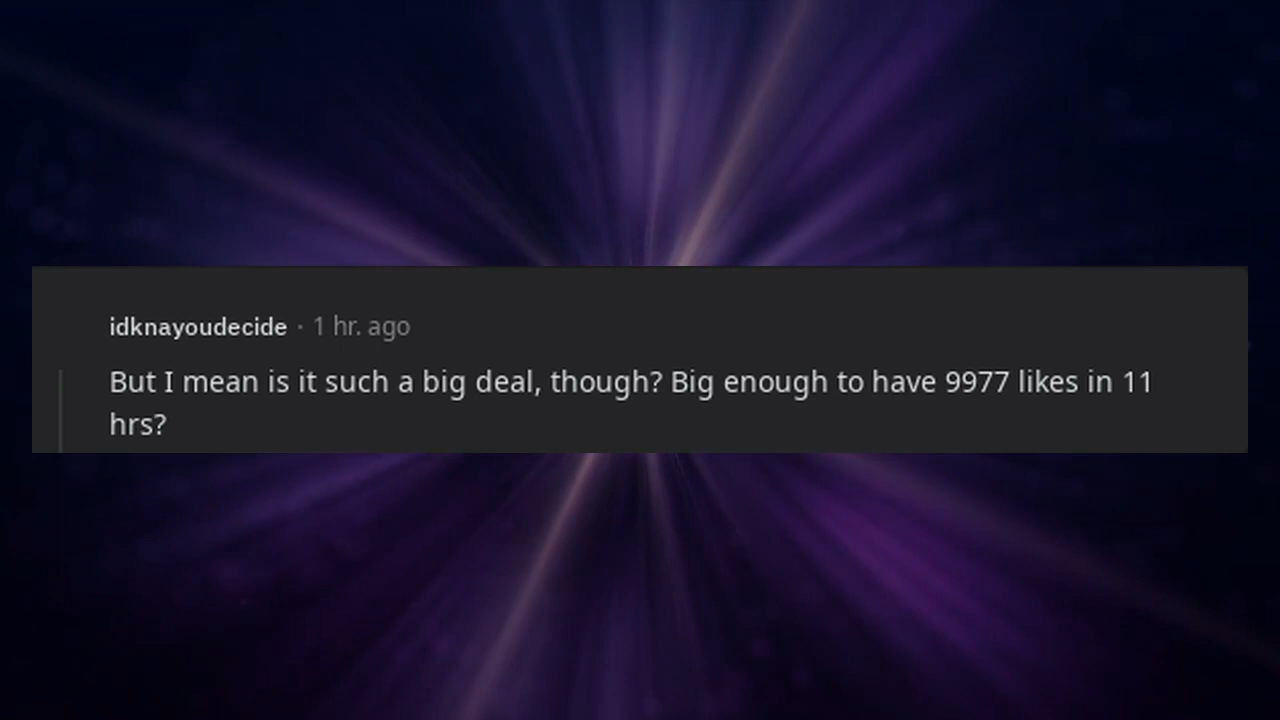 idknayoudecide · 1 hr. ago
But I mean is it such a big deal, though? Big enough to have 9977 likes in 11
hrs?